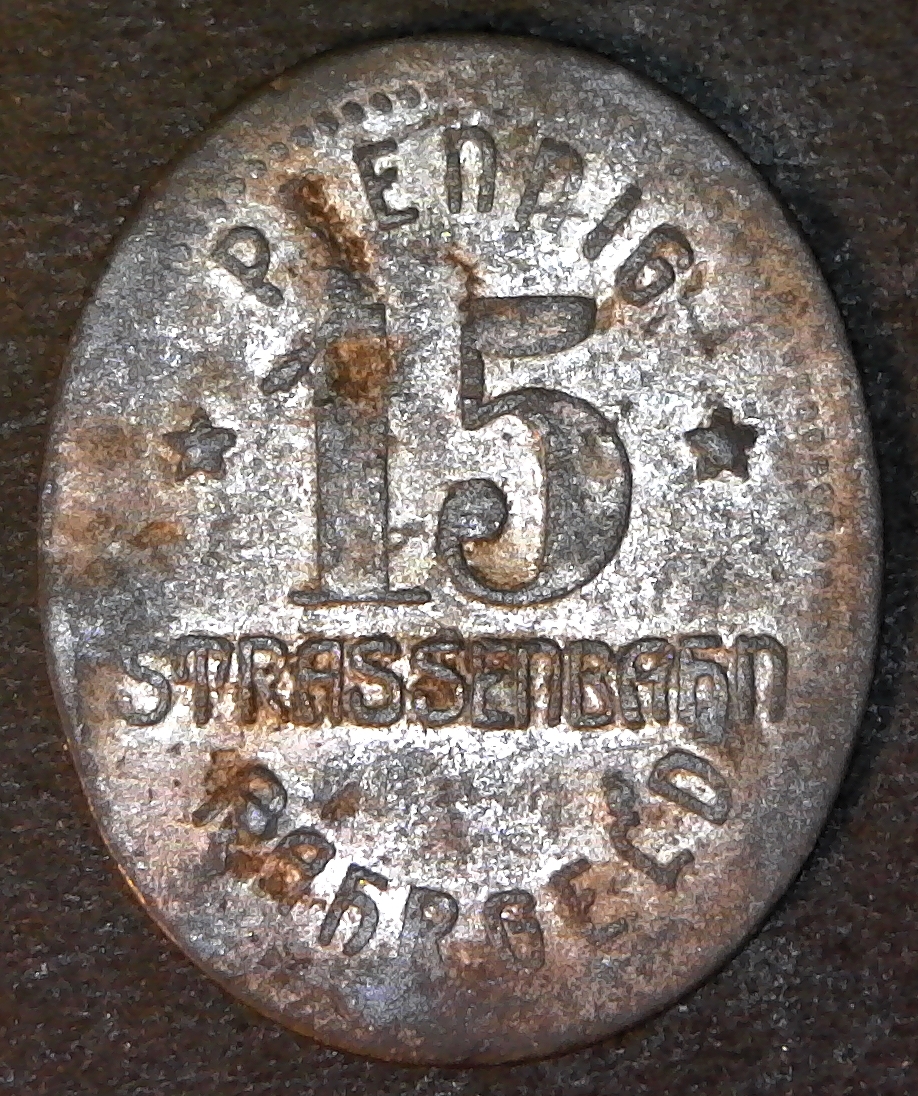 PFENNIG
15
STRASSENBAHN
FAHRGELD